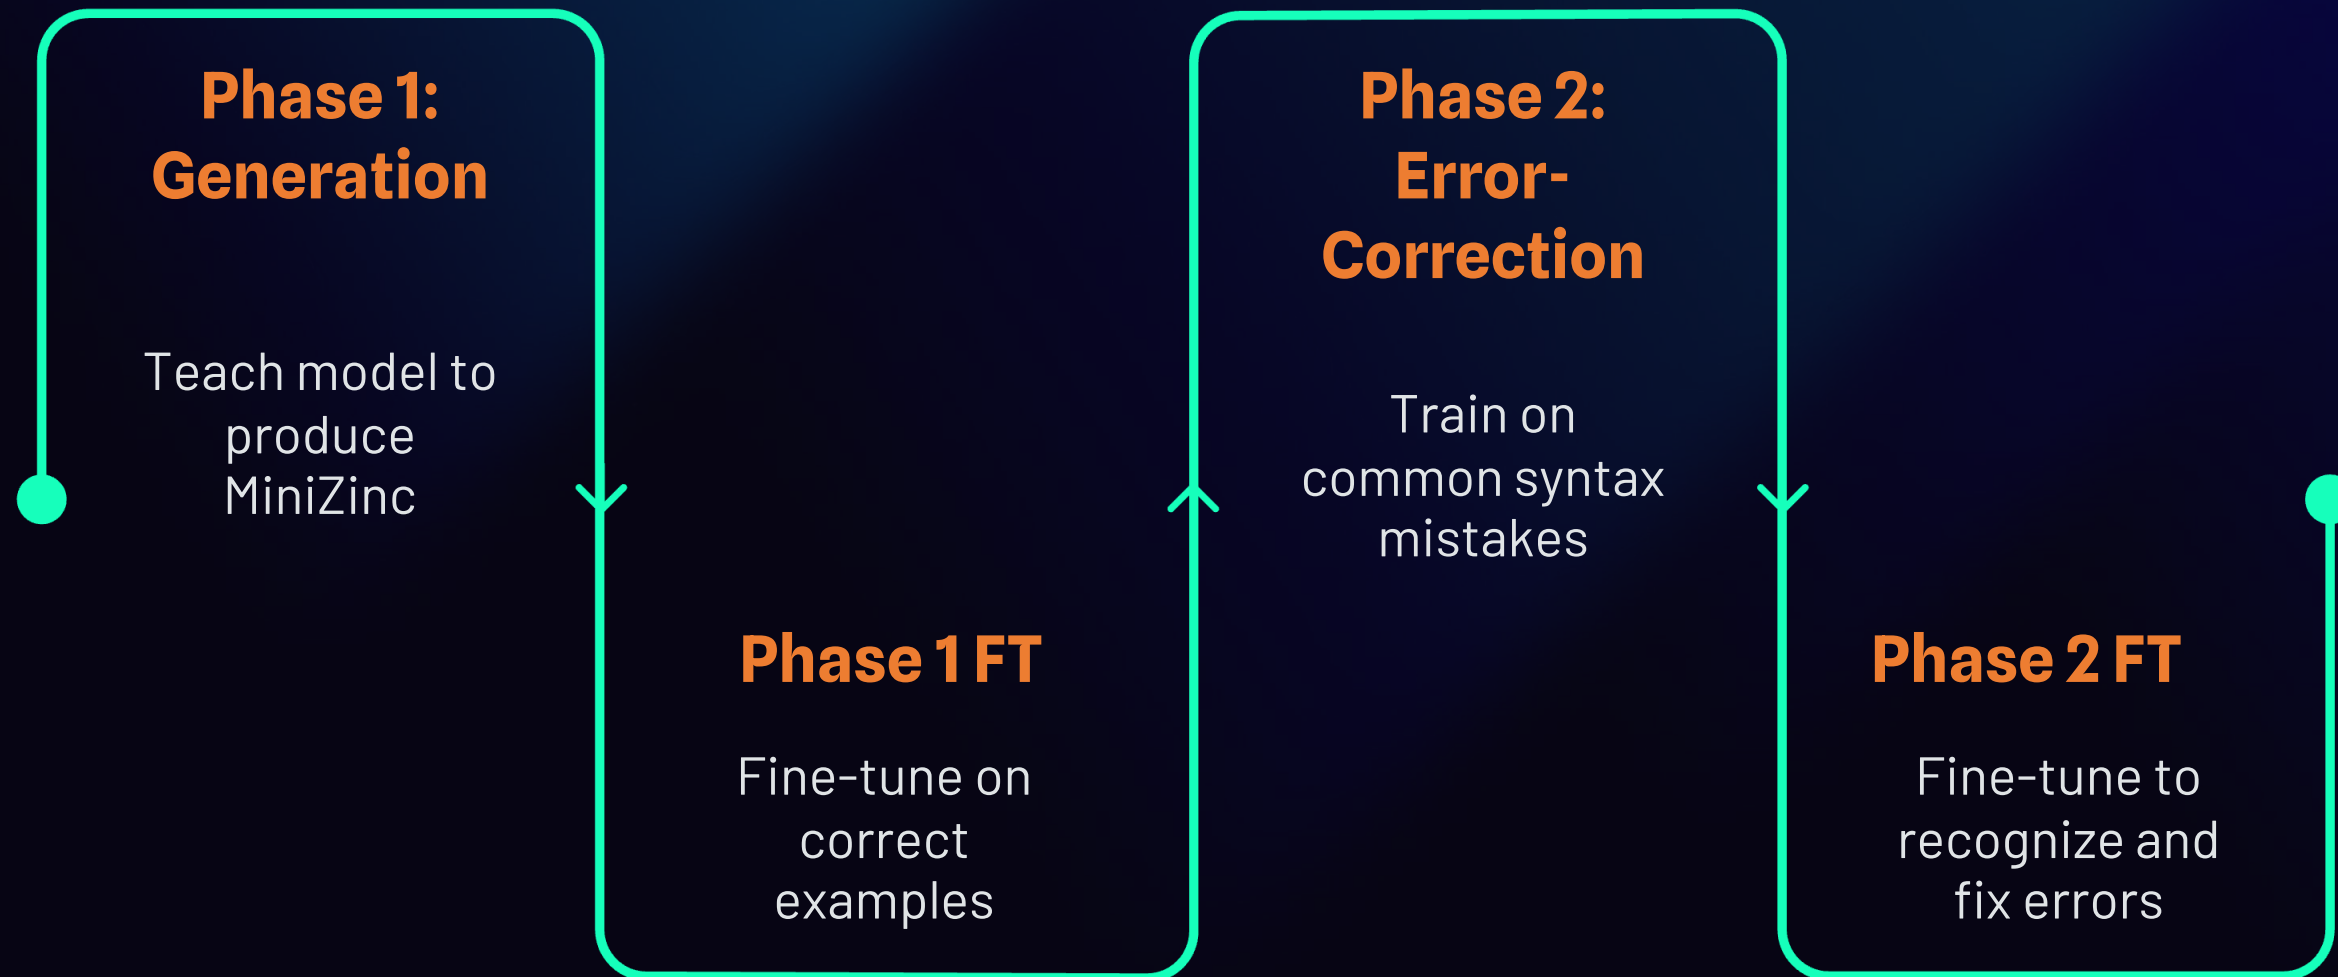 Phase 1:
Generation
Teach model to
produce
MiniZinc
Phase 1 FT
Fine-tune on
correct
examples
Phase 2:
Error-
Correction
Train on
common syntax
mistakes
Phase 2 FT
Fine-tune to
recognize and
fix errors